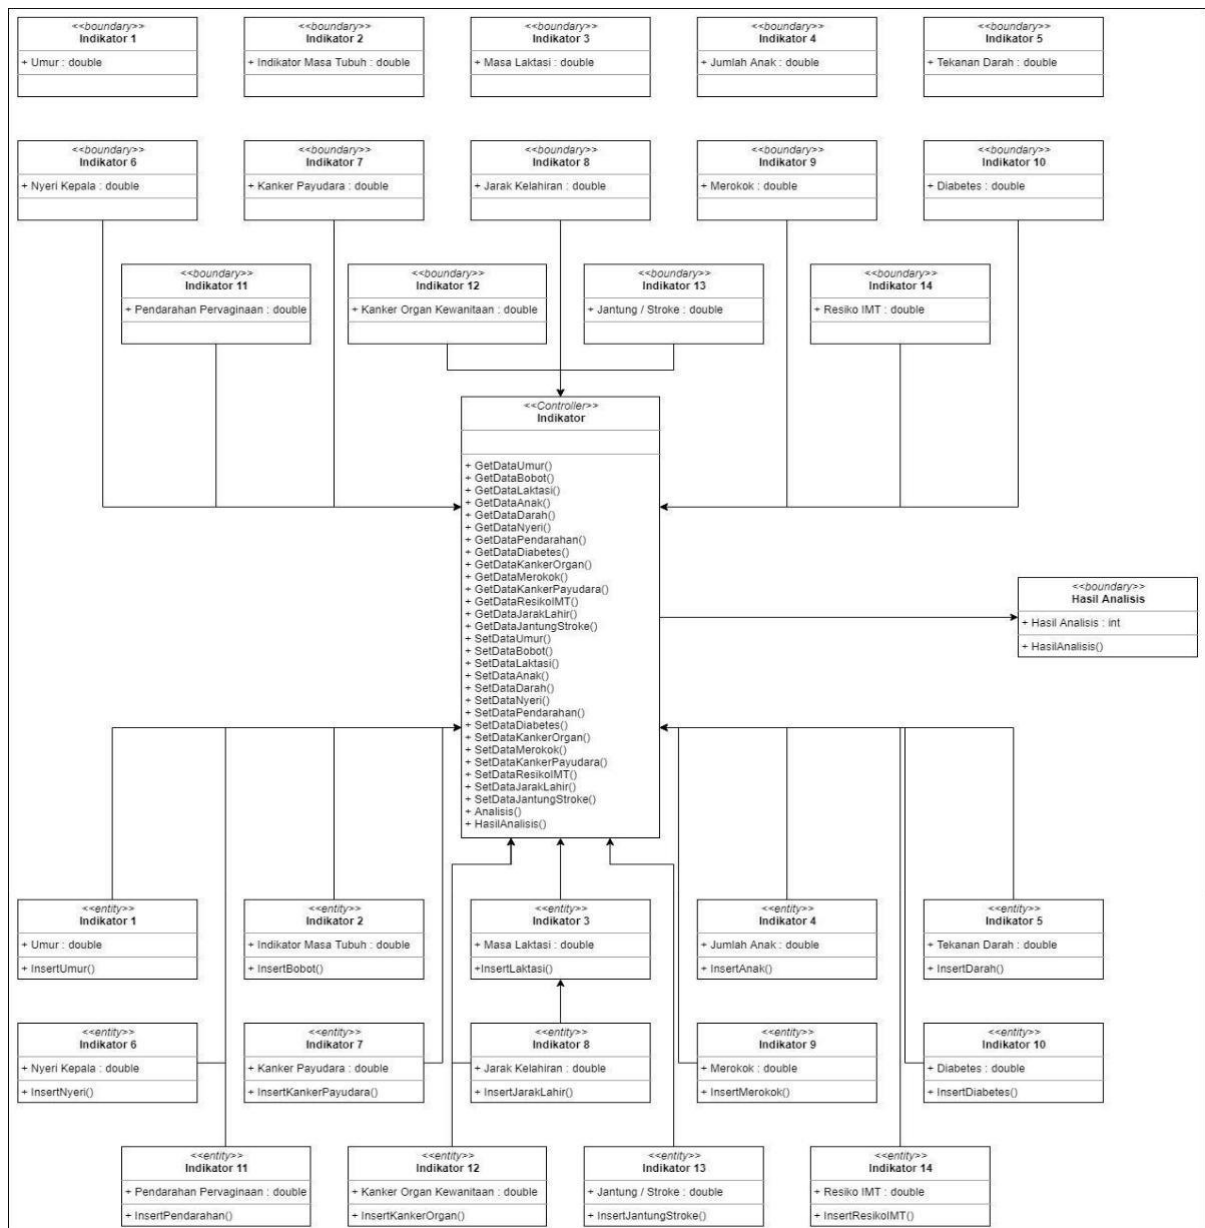 <<boundary>>
Indikator 1
+ Umur : double
<<boundary>>
Indikator 2
+ Indikator Masa Tubuh : double
<<boundary>>
Indikator 3
+ Masa Laktasi : double
<<boundary>>
Indikator 4
+ Jumlah Anak : double
<<boundary>>
Indikator 5
+ Tekanan Darah : double
<<boundary>>
Indikator 6
+ Nyeri Kepala : double
<<boundary>>
Indikator 7
+ Kanker Payudara : double
<<boundary>>
Indikator 8
+ Jarak Kelahiran : double
<<boundary>>
Indikator 9
+ Merokok : double
<<boundary>>
Indikator 10
+ Diabetes : double
<<boundary>>
Indikator 11
+ Pendarahan Pervaginaan : double
<<boundary>>
Indikator 12
+ Kanker Organ Kewanitaan : double
<<boundary>>
Indikator 13
+ Jantung / Stroke : double
<<boundary>>
Indikator 14
+ Resiko IMT : double
<<Controller>>
Indikator
+ GetDataUmur()
+ GetDataBobot()
+ GetDataLaktasi()
+ GetDataAnak()
+ GetDataDarah()
+ GetDataNyeri()
+ GetDataPendarahan()
+ GetDataDiabetes()
+ GetDataKankerOrgan()
+ GetDataMerokok()
+ GetDataKankerPayudara()
+ GetDataResikoIMT()
+ GetDataJarakLahir()
+ GetDataJantungStroke()
+ SetDataUmur()
+ SetDataBobot()
+ SetDataLaktasi()
+ SetDataAnak()
+ SetDataDarah()
+ SetDataNyeri()
+ SetDataPendarahan()
+ SetDataDiabetes()
+ SetDataKankerOrgan()
+ SetDataMerokok()
+ SetDataKankerPayudara()
+ SetDataResikoIMT()
+ SetDataJarakLahir()
+ SetDataJantungStroke()
+ Analisis()
+ HasilAnalisis()
<<boundary>>
Hasil Analisis
+ Hasil Analisis : int
+ HasilAnalisis()
<<entity>>
Indikator 1
+ Umur : double
+ InsertUmur()
<<entity>>
Indikator 2
+ Indikator Masa Tubuh : double
+ InsertBobot()
<<entity>>
Indikator 3
+ Masa Laktasi : double
+InsertLaktasi()
<<entity>>
Indikator 4
+ Jumlah Anak : double
+ InsertAnak()
<<entity>>
Indikator 5
+ Tekanan Darah : double
+ InsertDarah()
<<entity>>
Indikator 6
+ Nyeri Kepala : double
+ InsertNyeri()
<<entity>>
Indikator 7
+ Kanker Payudara : double
+ InsertKankerPayudara()
<<entity>>
Indikator 8
+ Jarak Kelahiran : double
+ InsertJarakLahir()
<<entity>>
Indikator 9
+ Merokok : double
+ InsertMerokok()
<<entity>>
Indikator 10
+ Diabetes : double
+ InsertDiabetes()
<<entity>>
Indikator 11
+ Pendarahan Pervaginaan : double
+ InsertPendarahan()
<<entity>>
Indikator 12
+ Kanker Organ Kewanitaan : double
+ InsertKankerOrgan()
<<entity>>
Indikator 13
+ Jantung / Stroke : double
+ InsertJantungStroke()
<<entity>>
Indikator 14
+ Resiko IMT : double
+ InsertResikoIMT()